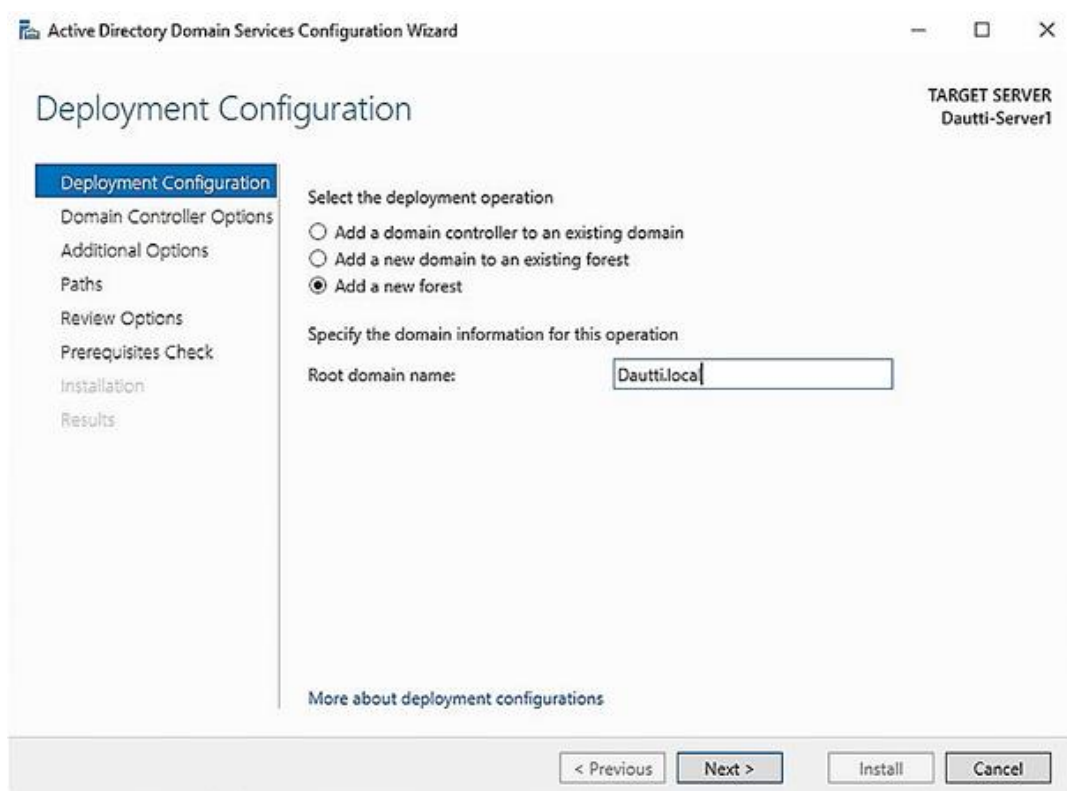 Active Directory Domain Services Configuration Wizard
Deployment Configuration
TARGET SERVER
Dautti-Server1
Deployment Configuration
Domain Controller Options
Additional Options
Paths
Review Options
Prerequisites Check
Installation
Results
Select the deployment operation
Add a domain controller to an existing domain
Add a new domain to an existing forest
Add a new forest
Specify the domain information for this operation
Root domain name: Dautti.local
More about deployment configurations
< Previous Next > Install Cancel